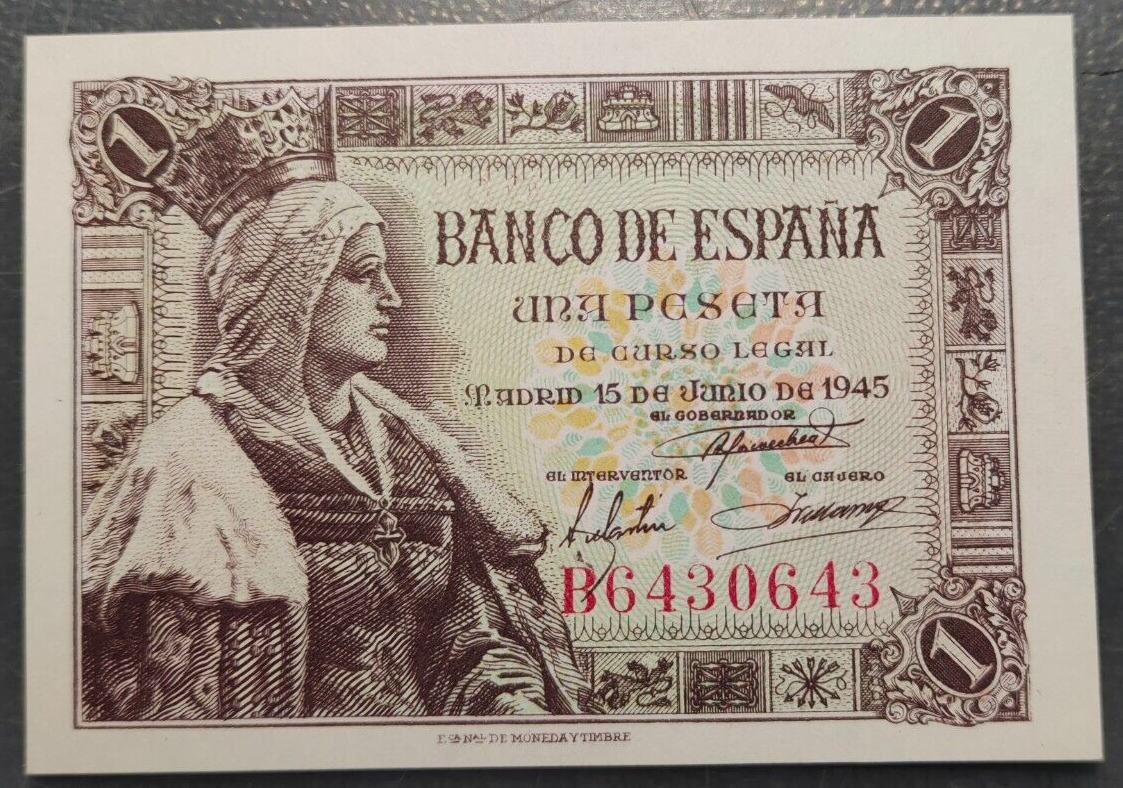 1
1
BANCO DE ESPAÑA
UNA PESETA
DE CURSO LEGAL
MADRID 15 DE JUNIO DE 1945
EL GOBERNADOR
EL INTERVENTOR EL CAJERO
B6430643
1
F.CA NAL. DE MONEDA Y TIMBRE